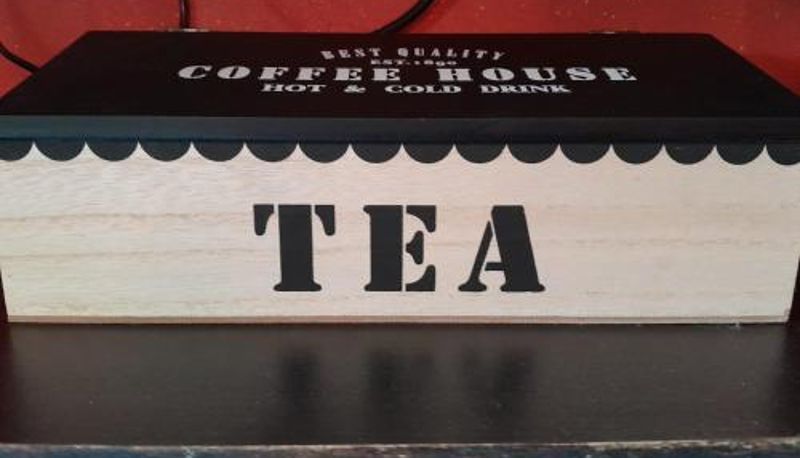 BEST QUALITY
EST. 1890
COFFEE HOUSE
HOT & COLD DRINK
TEA